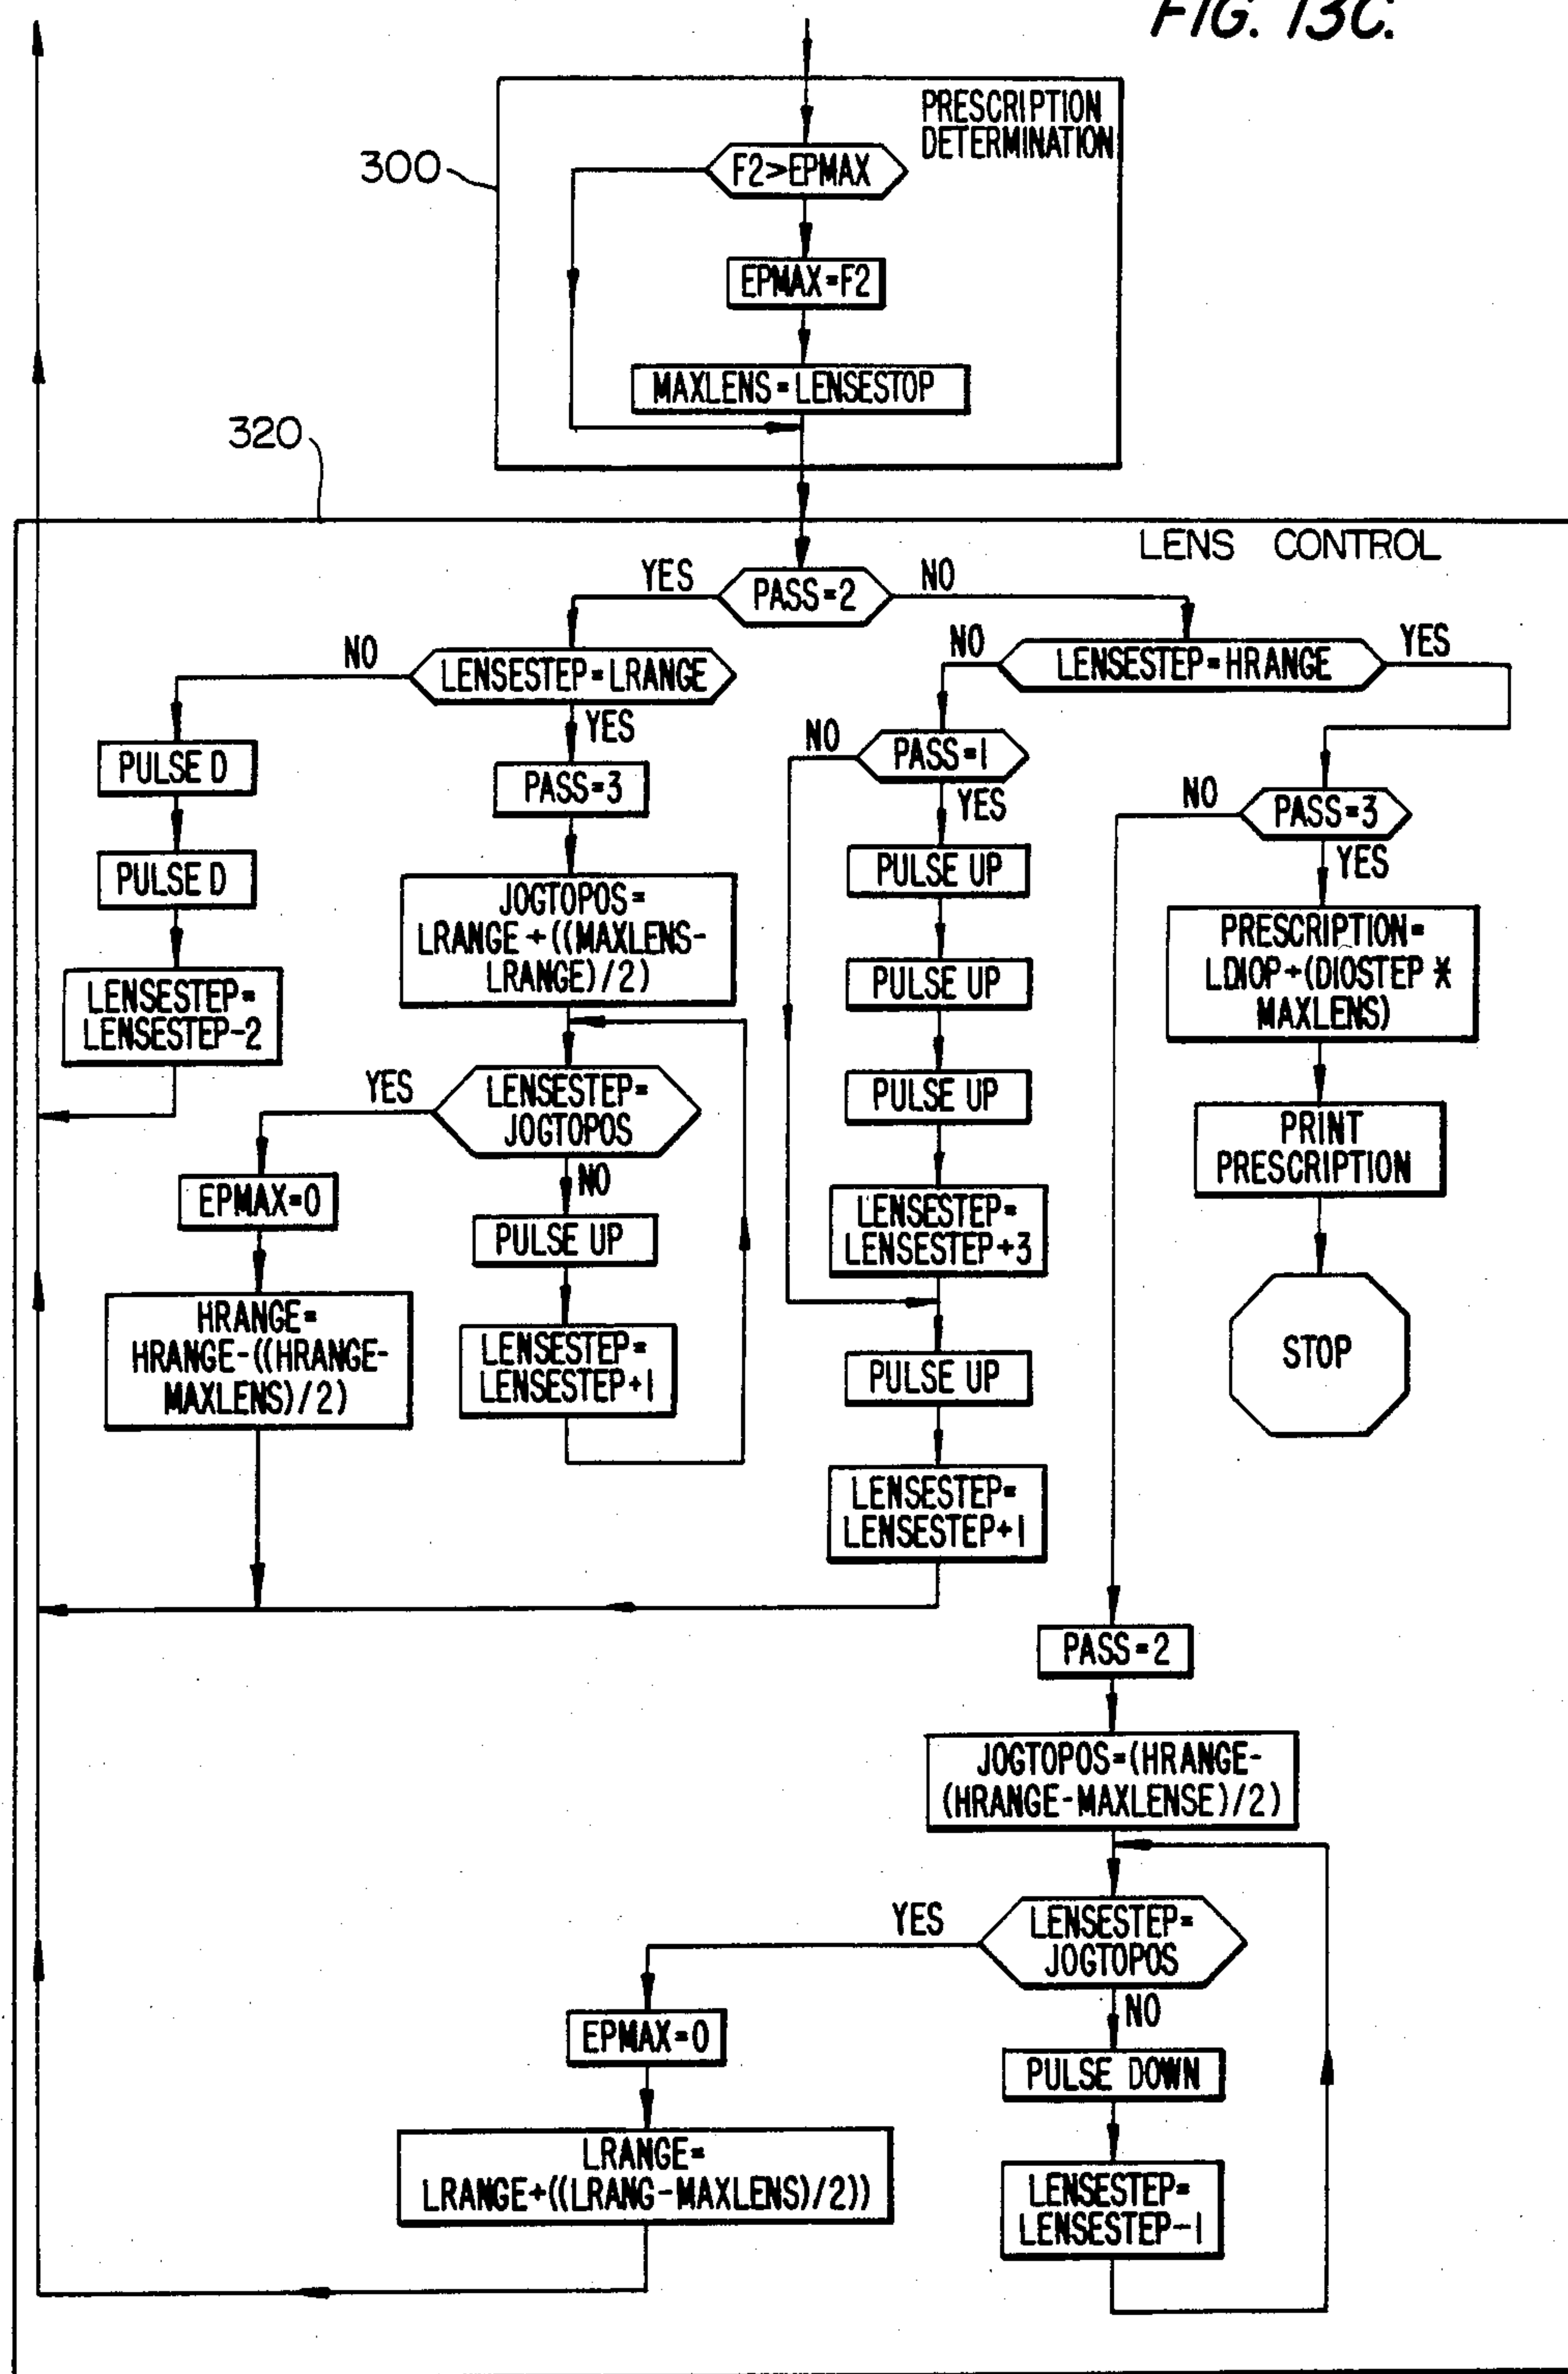 FIG. 13C.
PRESCRIPTION
DETERMINATION
300
F2>EPMAX
EPMAX=F2
MAXLENS=LENSESTOP
320
LENS CONTROL
YES
PASS=2
NO
NO
LENSESTEP=LRANGE
YES
NO
LENSESTEP=HRANGE
YES
PULSE D
PULSE D
LENSESTEP=
LENSESTEP-2
PASS=3
JOGTOPOS=
LRANGE+((MAXLENS-
LRANGE)/2)
YES
LENSESTEP=
JOGTOPOS
NO
EPMAX=0
HRANGE=
HRANGE-((HRANGE-
MAXLENS)/2)
PULSE UP
LENSESTEP=
LENSESTEP+1
NO
PASS=1
YES
PULSE UP
PULSE UP
PULSE UP
LENSESTEP=
LENSESTEP+3
PULSE UP
LENSESTEP=
LENSESTEP+1
NO
PASS=3
YES
PRESCRIPTION=
LDIOP+(DIOSTEP *
MAXLENS)
PRINT
PRESCRIPTION
STOP
PASS=2
JOGTOPOS=(HRANGE-
(HRANGE-MAXLENSE)/2)
YES
LENSESTEP=
JOGTOPOS
NO
EPMAX=0
LRANGE=
LRANGE+((LRANG-MAXLENS)/2))
PULSE DOWN
LENSESTEP=
LENSESTEP-1